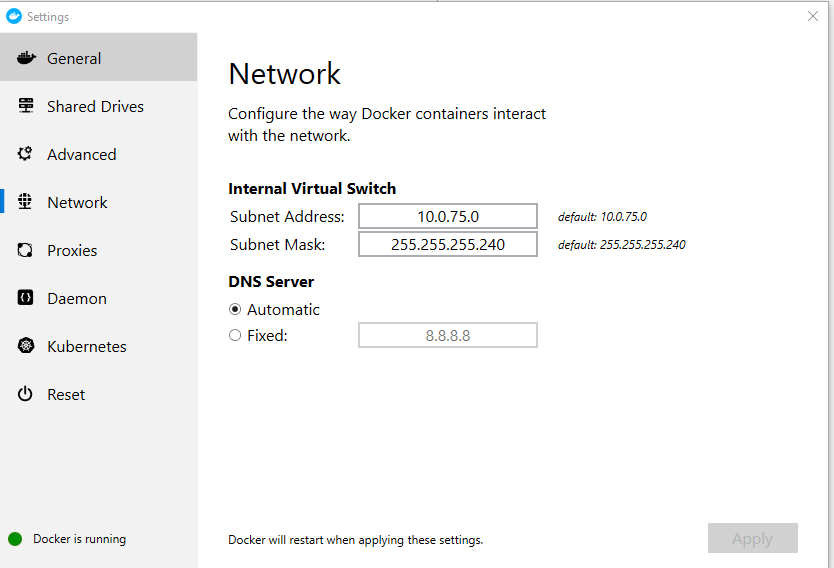 Settings
General
Shared Drives
Advanced
Network
Proxies
Daemon
Kubernetes
Reset
Docker is running
Network
Configure the way Docker containers interact
with the network.
Internal Virtual Switch
Subnet Address: 10.0.75.0 default: 10.0.75.0
Subnet Mask: 255.255.255.240 default: 255.255.255.240
DNS Server
Automatic
Fixed: 8.8.8.8
Docker will restart when applying these settings.
Apply